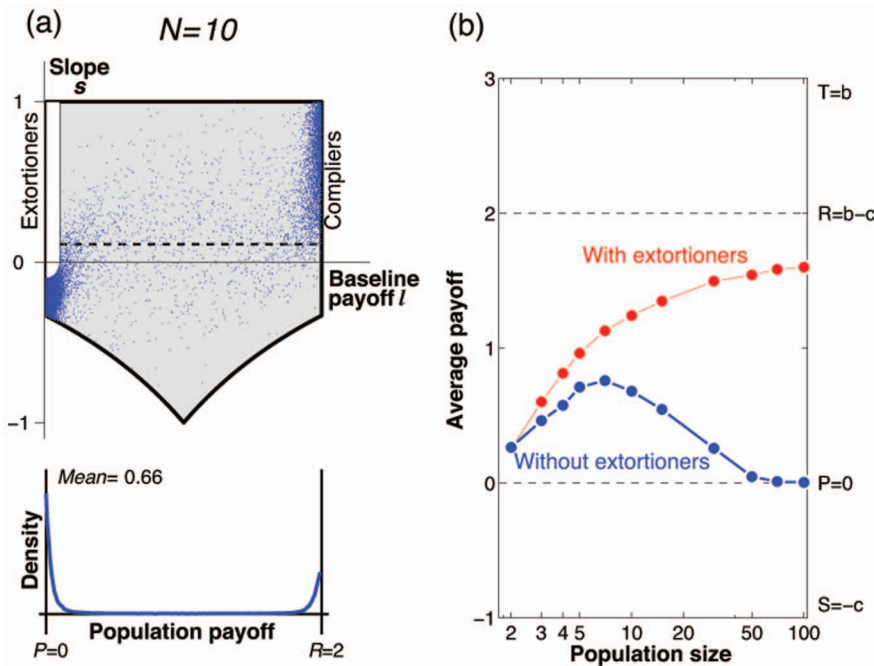 (a)
N=10
Slope
s
1
Extortioners
Compliers
0
Baseline
payoff l
-1
Mean= 0.66
Density
Population payoff
P=0
R=2
(b)
3
T=b
2
R=b-c
With extortioners
Average payoff
1
Without extortioners
0
P=0
-1
S=-c
2 3 4 5 10 20 50 100
Population size